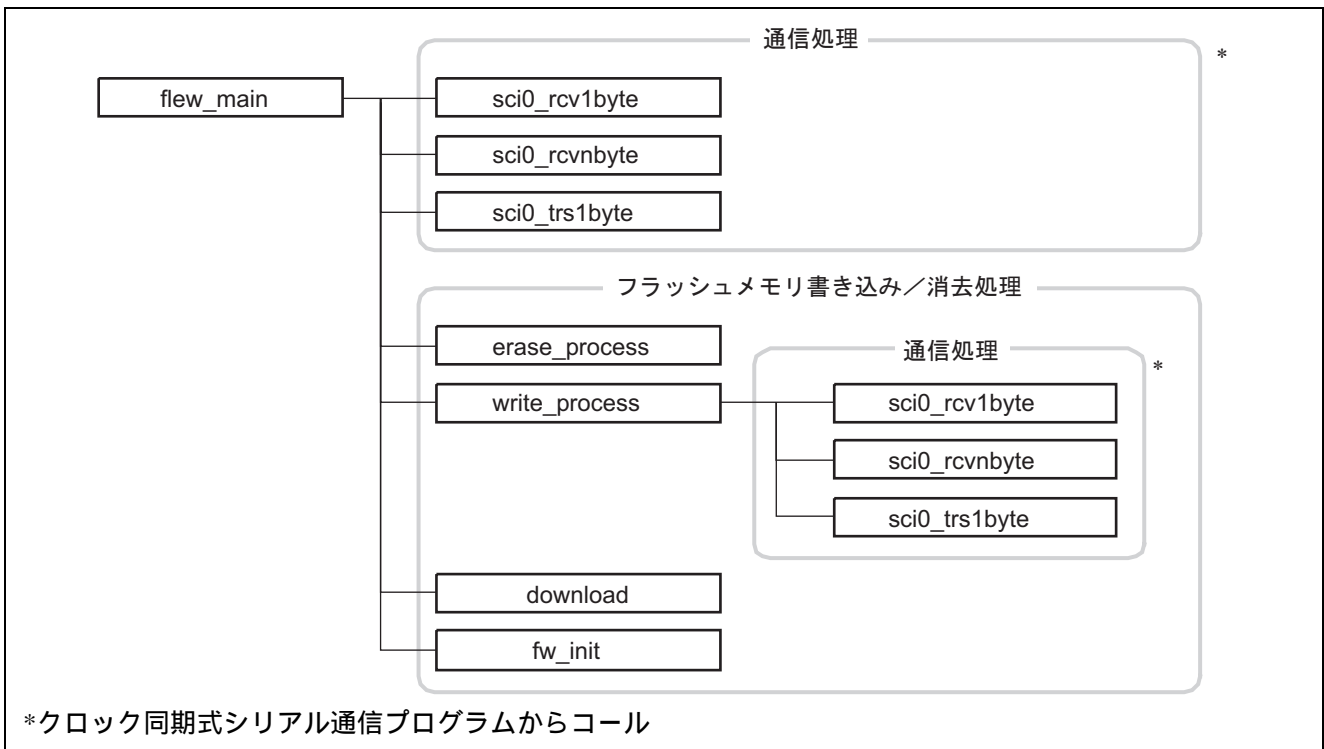 通信処理
*
flew_main
sci0_rcv1byte
sci0_rcvnbyte
sci0_trs1byte
フラッシュメモリ書き込み／消去処理
erase_process
通信処理
*
write_process
sci0_rcv1byte
sci0_rcvnbyte
sci0_trs1byte
download
fw_init
*クロック同期式シリアル通信プログラムからコール